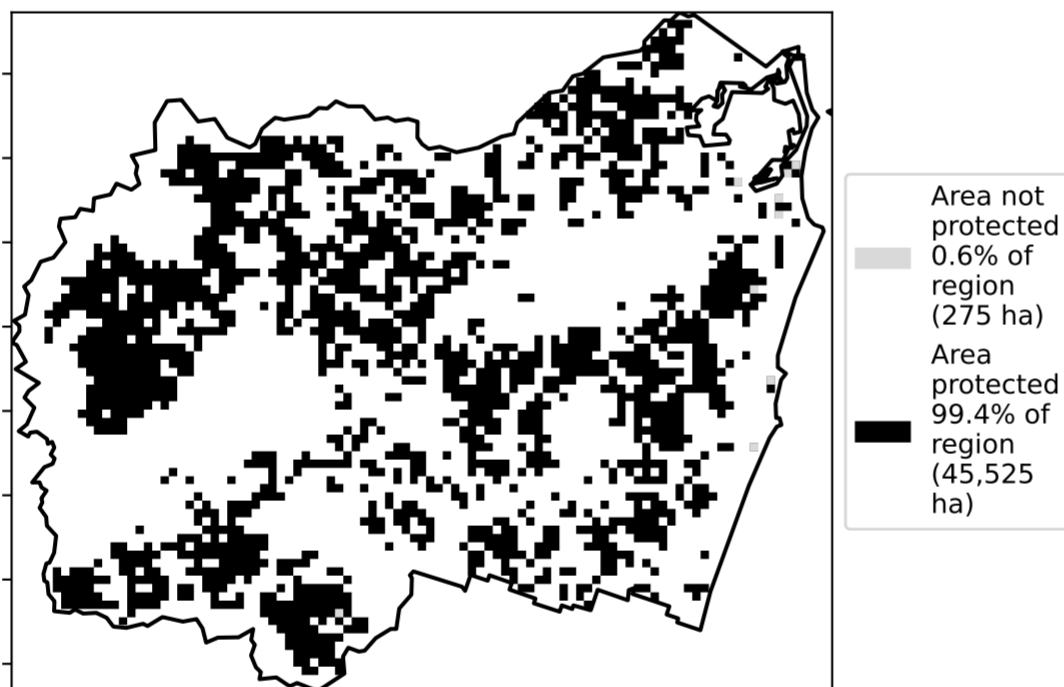 Area not
protected
0.6% of
region
(275 ha)
Area
protected
99.4% of
region
(45,525
ha)